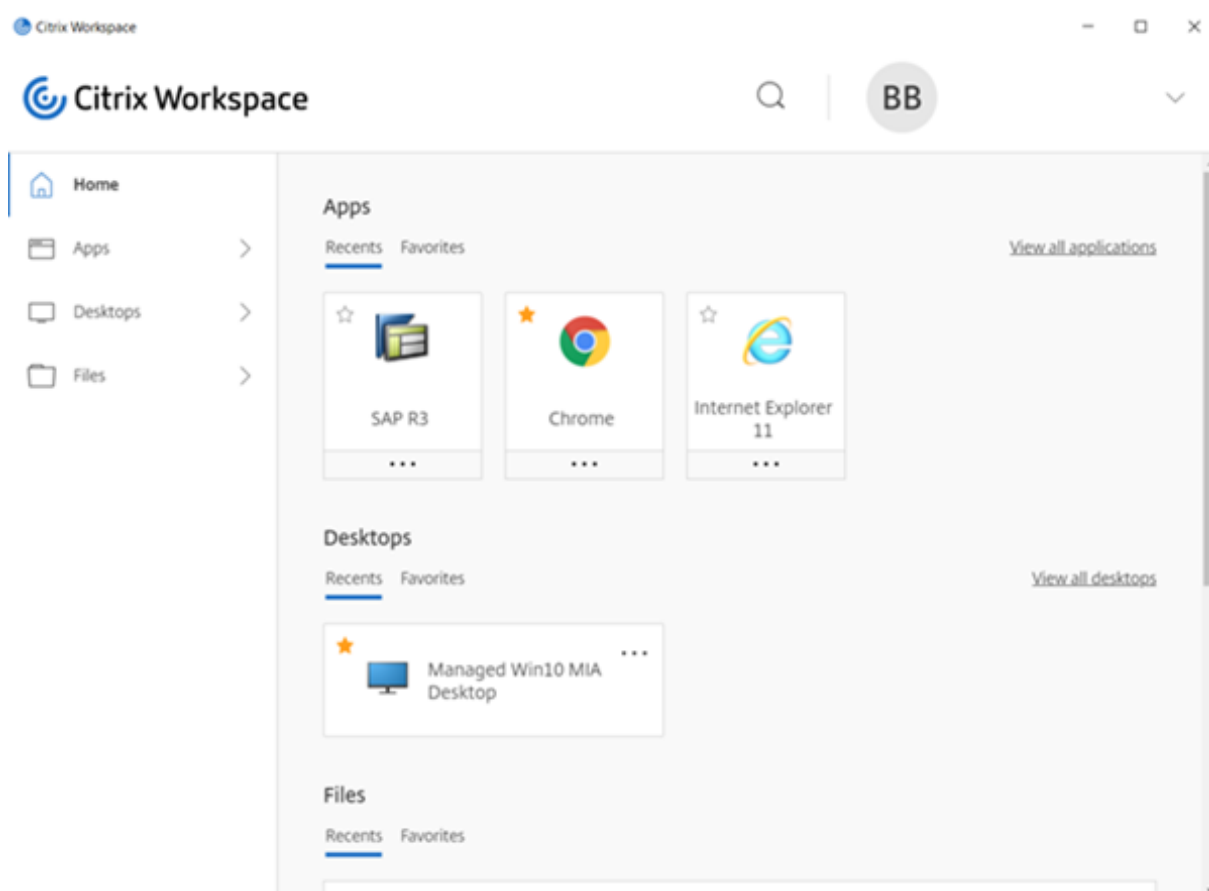 Citrix Workspace
Citrix Workspace
BB
Home
Apps
Desktops
Files
Apps
Recents Favorites View all applications
SAP R3
Chrome
Internet Explorer
11
Desktops
Recents Favorites View all desktops
Managed Win10 MIA
Desktop
Files
Recents Favorites